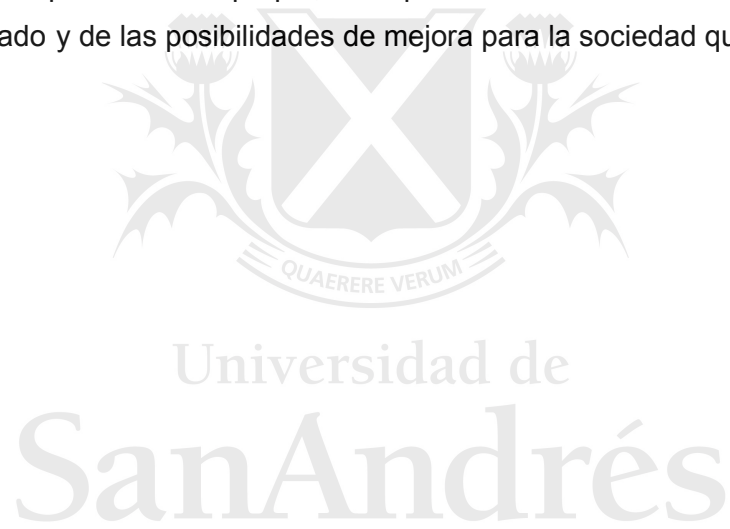 ado y de las posibilidades de mejora para la sociedad qu
QUAERERE VERUM
Universidad de
SanAndrés